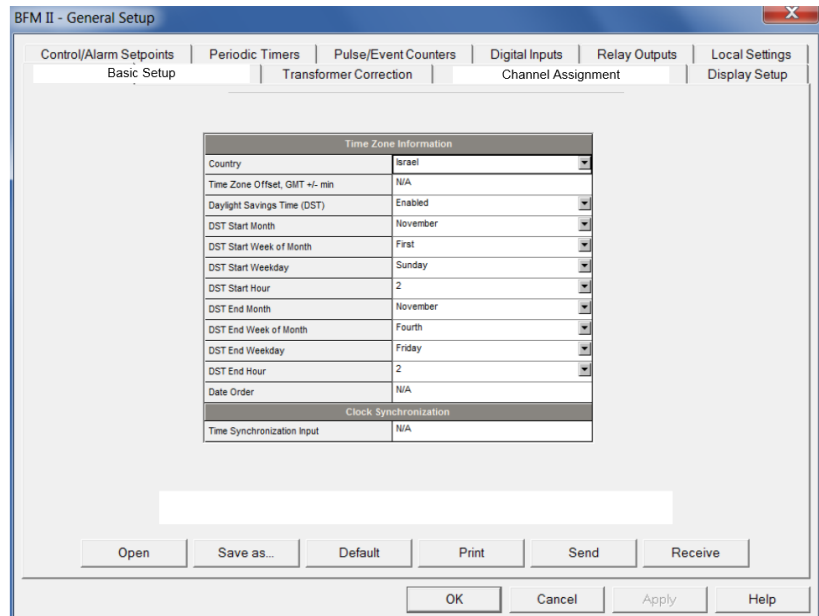 BFM II - General Setup
Control/Alarm Setpoints Periodic Timers Pulse/Event Counters Digital Inputs Relay Outputs Local Settings
Basic Setup Transformer Correction Channel Assignment Display Setup
Time Zone Information
Country Israel
Time Zone Offset, GMT +/- min N/A
Daylight Savings Time (DST) Enabled
DST Start Month November
DST Start Week of Month First
DST Start Weekday Sunday
DST Start Hour 2
DST End Month November
DST End Week of Month Fourth
DST End Weekday Friday
DST End Hour 2
Date Order N/A
Clock Synchronization
Time Synchronization Input N/A
Open Save as... Default Print Send Receive
OK Cancel Apply Help